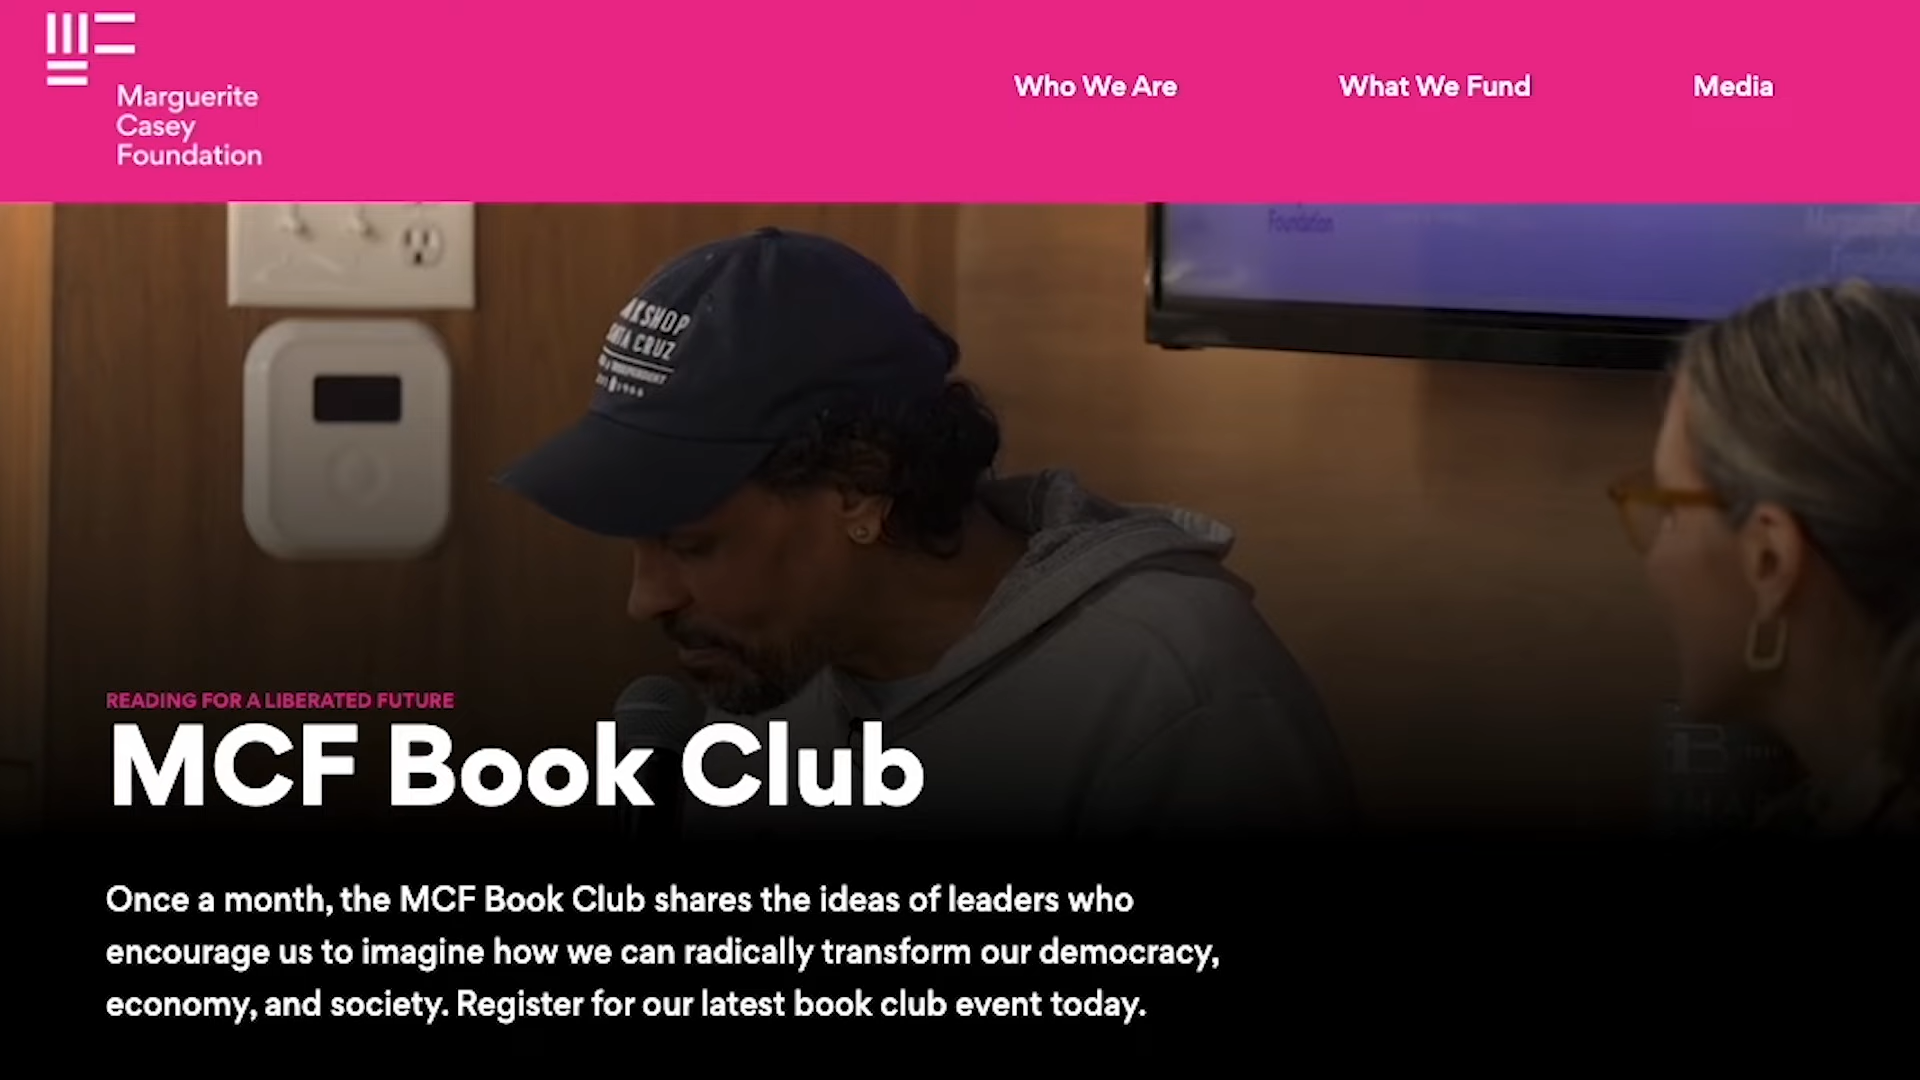 Marguerite
Casey
Foundation
Who We Are
What We Fund
Media
Foundation
CRUZ
READING FOR A LIBERATED FUTURE
MCF Book Club
Once a month, the MCF Book Club shares the ideas of leaders who
encourage us to imagine how we can radically transform our democracy,
economy, and society. Register for our latest book club event today.